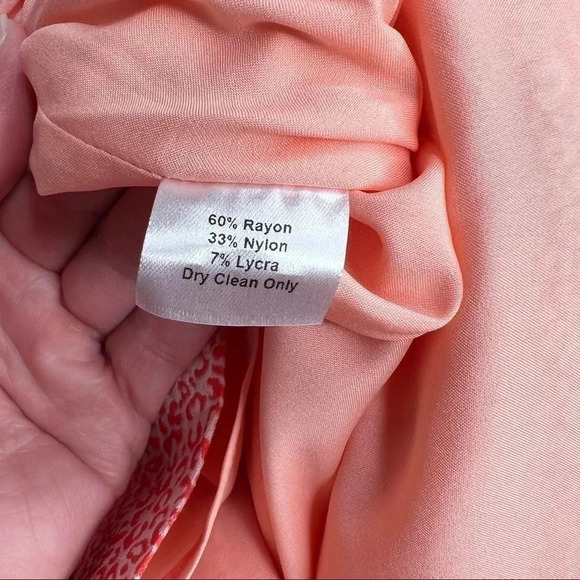 60% Rayon
33% Nylon
7% Lycra
Dry Clean Only